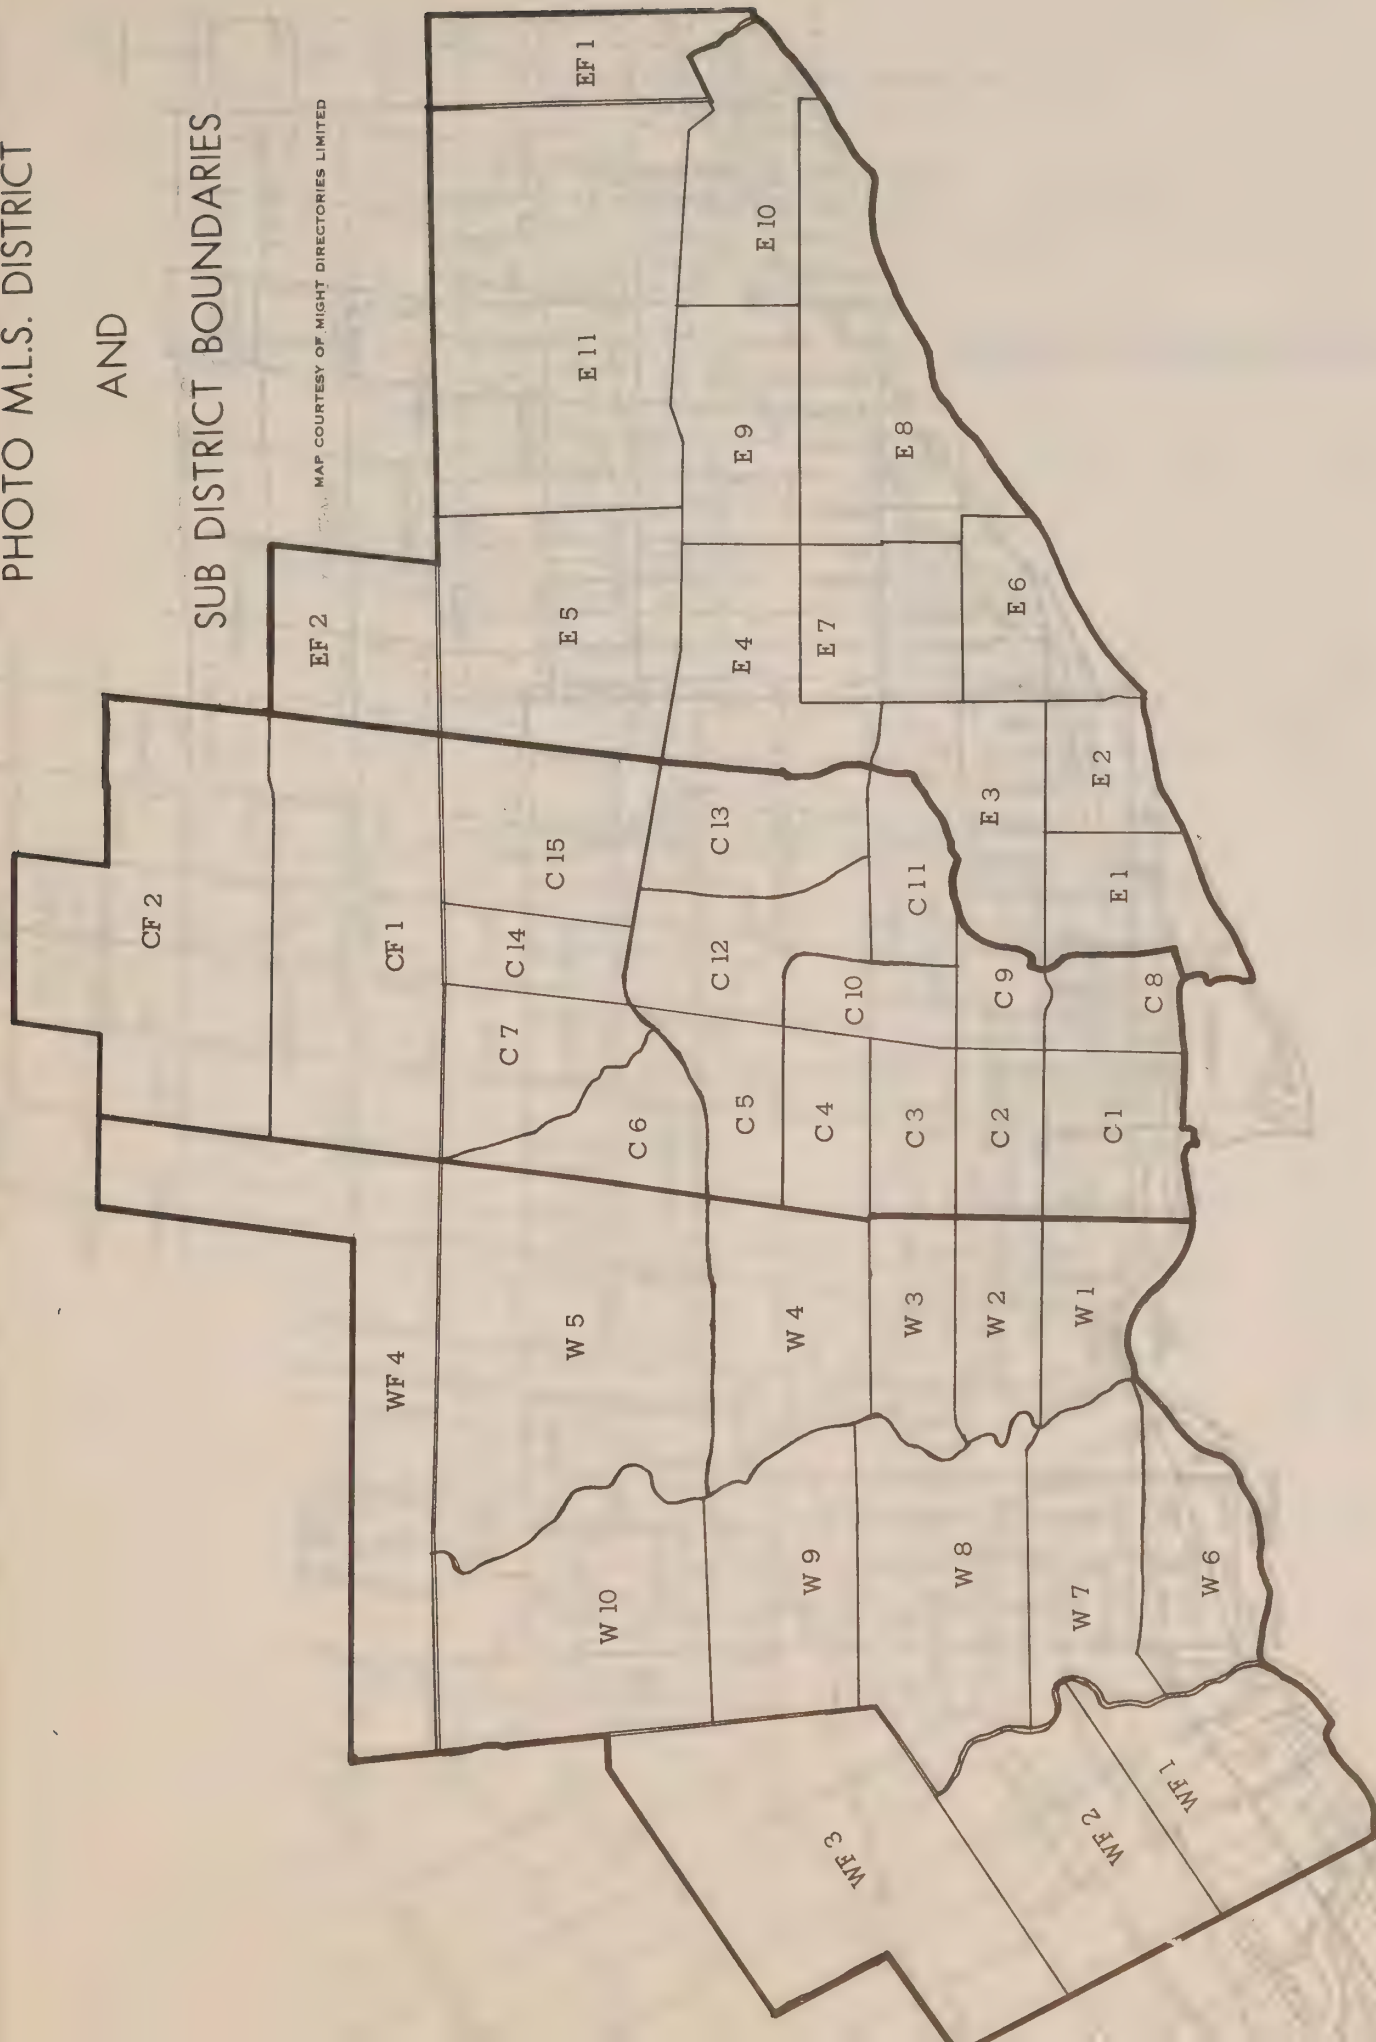 PHOTO M.L.S. DISTRICT
AND
SUB DISTRICT BOUNDARIES
MAP COURTESY OF MIGHT DIRECTORIES LIMITED
CF 2
EF 2
CF 1
WF 4
EF 1
C 7
C 14
C 15
E 5
E 11
W 10
W 5
C 6
W 9
W 4
C 5
C 12
C 13
E 4
E 9
E 10
C 4
C 10
E 7
WF 3
W 8
W 3
C 3
C 11
E 8
W 2
C 2
C 9
E 3
E 6
WF 2
W 7
W 1
C 1
C 8
E 1
E 2
WF 1
W 6